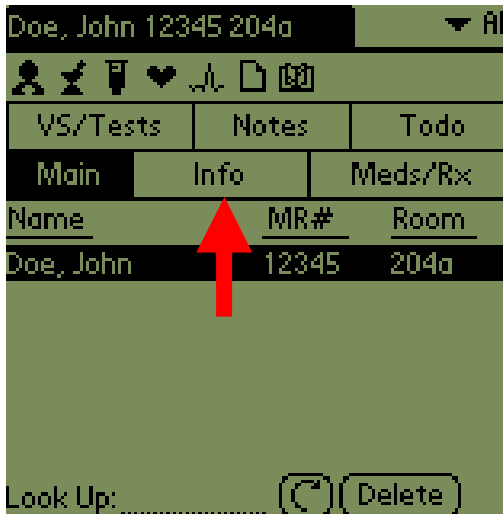 Doe, John 12345 204a
VS/Tests Notes Todo
Main Info Meds/Rx
Name MR# Room
Doe, John 12345 204a
Look Up: Delete